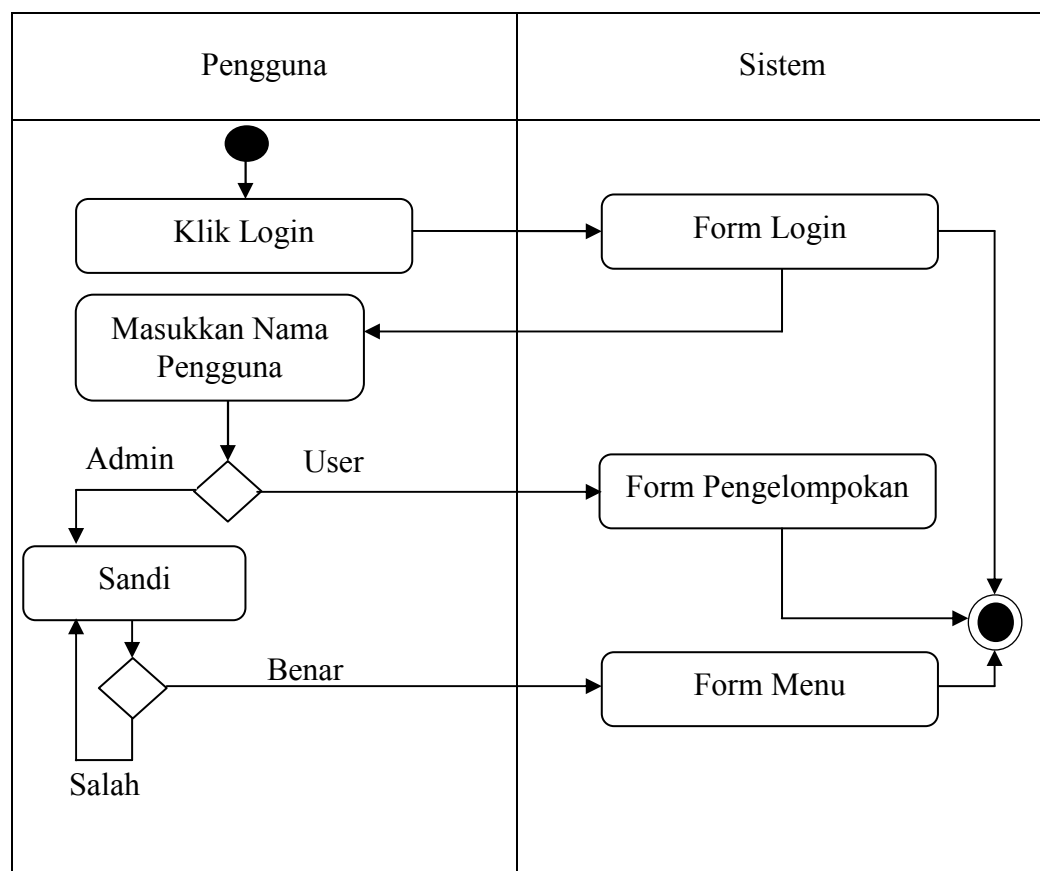 Pengguna
Sistem
Klik Login
Form Login
Masukkan Nama
Pengguna
Admin
User
Form Pengelompokan
Sandi
Benar
Form Menu
Salah